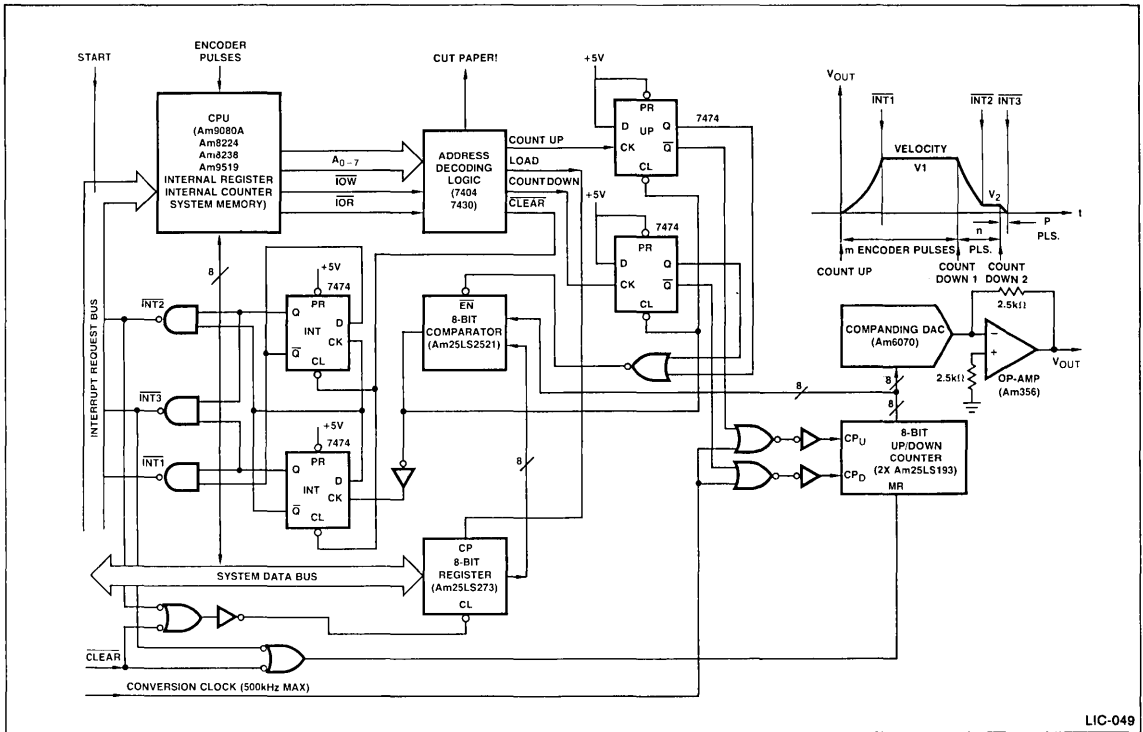 START
ENCODER
PULSES
CUT PAPER!
CPU
(Am9080A
Am8224
Am8238
Am9519
INTERNAL REGISTER
INTERNAL COUNTER
SYSTEM MEMORY)
A0-7
IOW
IOR
ADDRESS
DECODING
LOGIC
(7404
7430)
COUNT UP
LOAD
COUNT DOWN
CLEAR
+5V
PR
D
UP
CK
CL
Q
Q
7474
+5V
PR
D
CK
CL
Q
Q
7474
VOUT
INT1
INT2
INT3
VELOCITY
V1
V2
t
n
P
m ENCODER PULSES
PLS.
PLS.
COUNT UP
COUNT
DOWN 1
COUNT
DOWN 2
8
INTERRUPT REQUEST BUS
INT2
INT3
INT1
+5V
7474
PR
Q
D
INT
CK
Q
CL
+5V
7474
PR
Q
D
INT
CK
Q
CL
EN
8-BIT
COMPARATOR
(Am25LS2521)
8
8
COMPANDING DAC
(Am6070)
2.5kΩ
2.5kΩ
−
+
VOUT
OP-AMP
(Am356)
8
8
8-BIT
UP/DOWN
COUNTER
(2X Am25LS193)
CPU
CPD
MR
SYSTEM DATA BUS
CP
8-BIT
REGISTER
(Am25LS273)
CL
CLEAR
CONVERSION CLOCK (500kHz MAX)
LIC-049